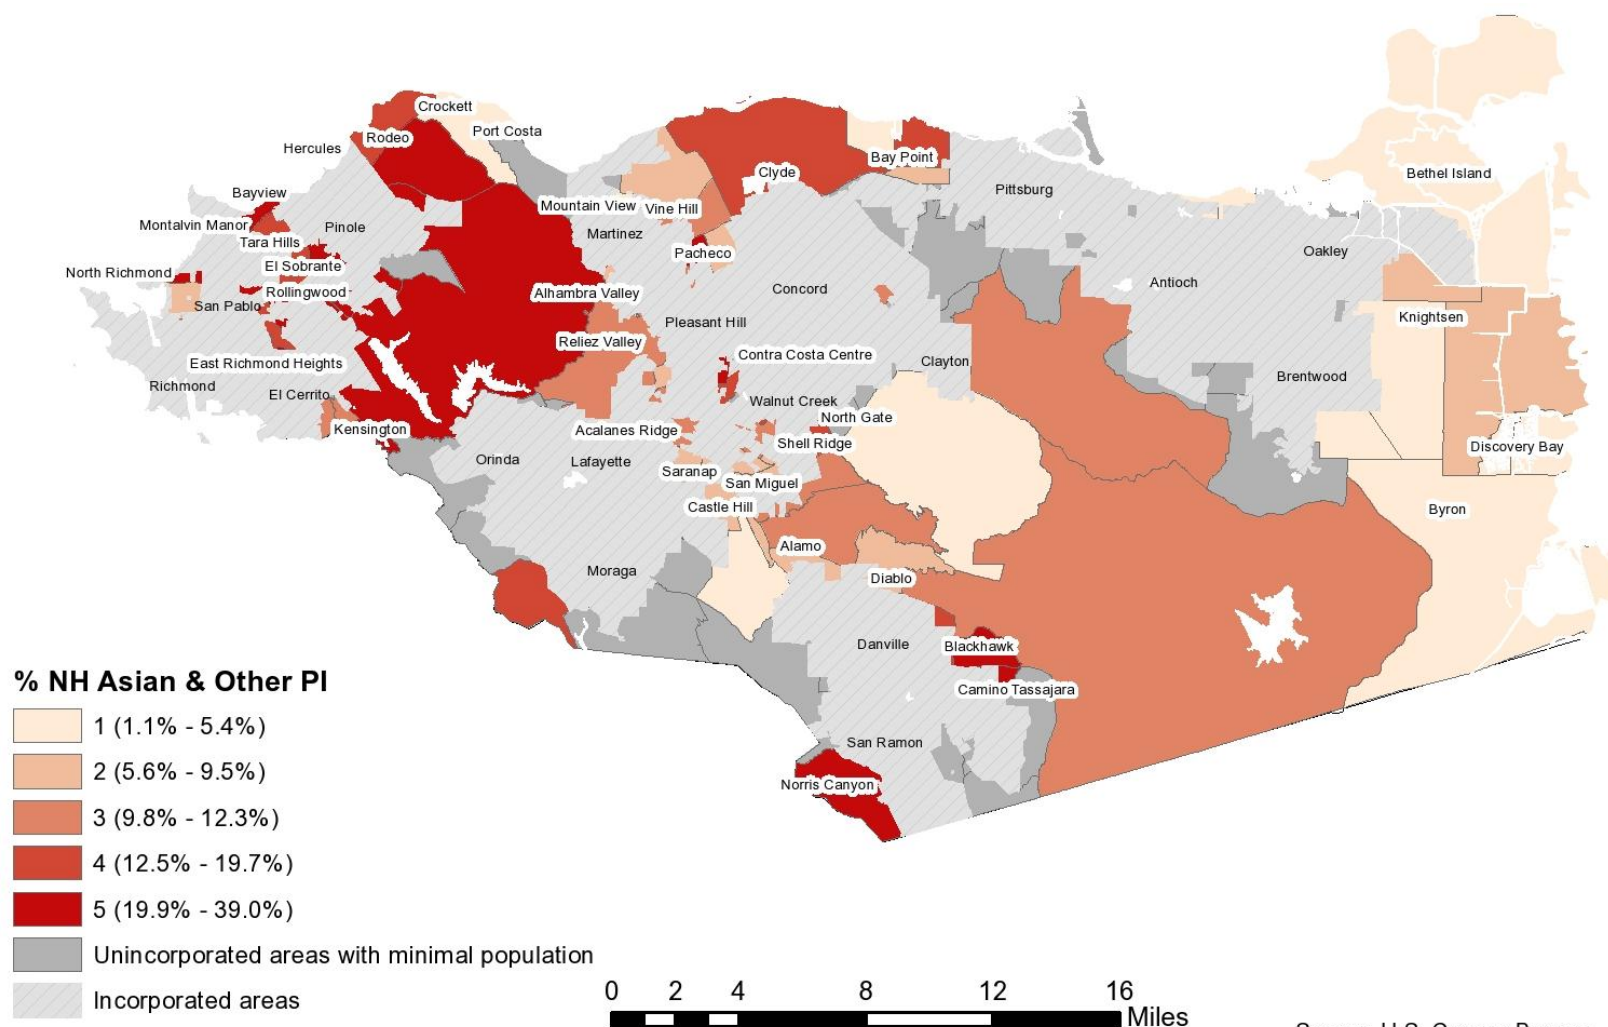 Crockett
Port Costa
Rodeo
Hercules
Bay Point
Clyde
Bethel Island
Pittsburg
Bayview
Mountain View
Vine Hill
Montalvin Manor
Pinole
Martinez
Tara Hills
Pacheco
Oakley
El Sobrante
North Richmond
Antioch
Rollingwood
Alhambra Valley
Concord
San Pablo
Knightsen
Pleasant Hill
Reliez Valley
Contra Costa Centre
East Richmond Heights
Clayton
Brentwood
Richmond
El Cerrito
Walnut Creek
North Gate
Kensington
Acalanes Ridge
Shell Ridge
Discovery Bay
Orinda
Lafayette
Saranap
San Miguel
Castle Hill
Byron
Alamo
Moraga
Diablo
Danville
Blackhawk
Camino Tassajara
San Ramon
Norris Canyon
% NH Asian & Other PI
1 (1.1% - 5.4%)
2 (5.6% - 9.5%)
3 (9.8% - 12.3%)
4 (12.5% - 19.7%)
5 (19.9% - 39.0%)
Unincorporated areas with minimal population
Incorporated areas
0 2 4 8 12 16
Miles